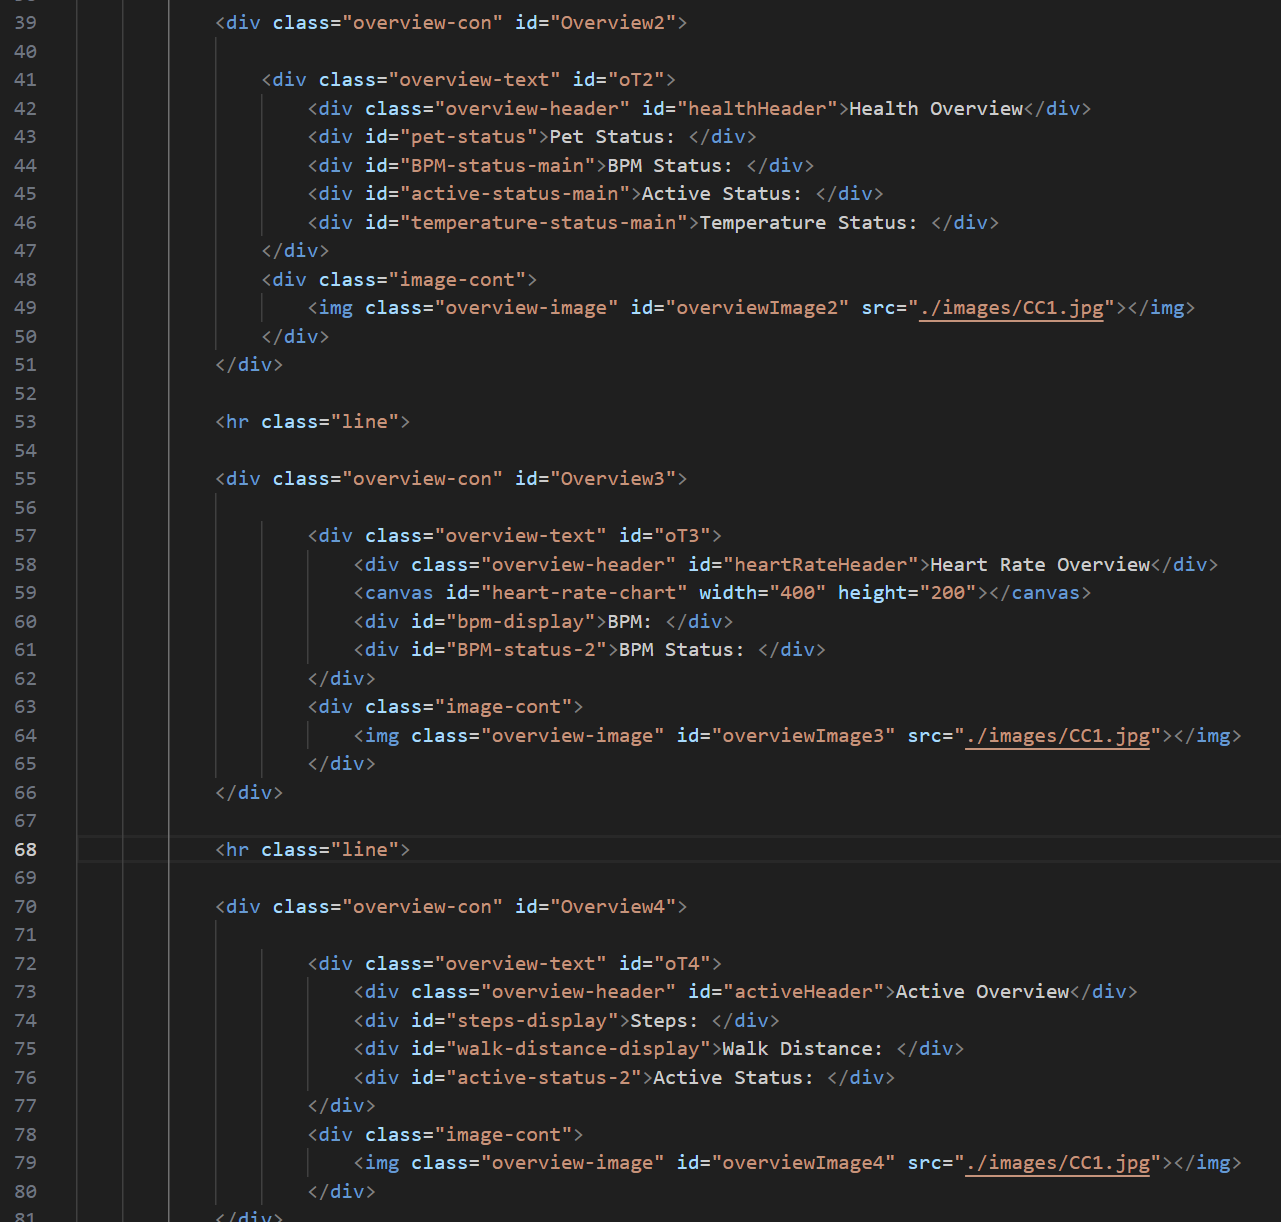 39 <div class="overview-con" id="Overview2">
40
41 <div class="overview-text" id="oT2">
42 <div class="overview-header" id="healthHeader">Health Overview</div>
43 <div id="pet-status">Pet Status: </div>
44 <div id="BPM-status-main">BPM Status: </div>
45 <div id="active-status-main">Active Status: </div>
46 <div id="temperature-status-main">Temperature Status: </div>
47 </div>
48 <div class="image-cont">
49 <img class="overview-image" id="overviewImage2" src="./images/CC1.jpg"></img>
50 </div>
51 </div>
52
53 <hr class="line">
54
55 <div class="overview-con" id="Overview3">
56
57 <div class="overview-text" id="oT3">
58 <div class="overview-header" id="heartRateHeader">Heart Rate Overview</div>
59 <canvas id="heart-rate-chart" width="400" height="200"></canvas>
60 <div id="bpm-display">BPM: </div>
61 <div id="BPM-status-2">BPM Status: </div>
62 </div>
63 <div class="image-cont">
64 <img class="overview-image" id="overviewImage3" src="./images/CC1.jpg"></img>
65 </div>
66 </div>
67
68 <hr class="line">
69
70 <div class="overview-con" id="Overview4">
71
72 <div class="overview-text" id="oT4">
73 <div class="overview-header" id="activeHeader">Active Overview</div>
74 <div id="steps-display">Steps: </div>
75 <div id="walk-distance-display">Walk Distance: </div>
76 <div id="active-status-2">Active Status: </div>
77 </div>
78 <div class="image-cont">
79 <img class="overview-image" id="overviewImage4" src="./images/CC1.jpg"></img>
80 </div>
81 </div>